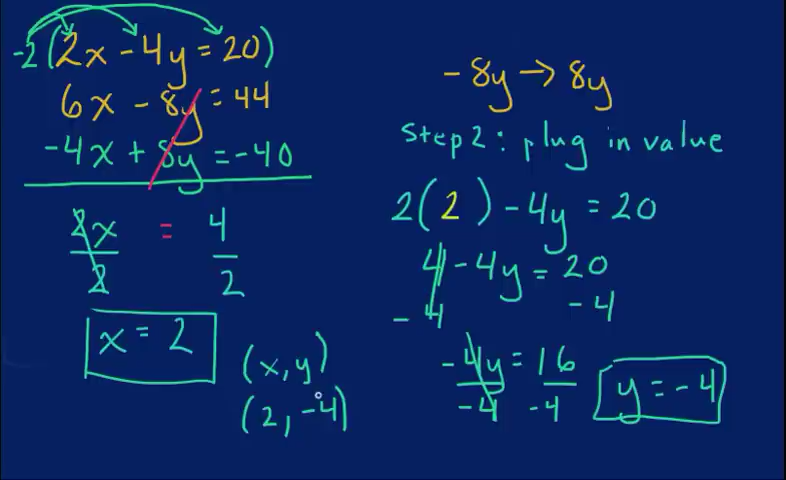 -2(2x - 4y = 20)
6x - 8y = 44
-4x + 8y = -40
2x = 4
2 2
x = 2
(x, y)
(2, -4)
-8y → 8y
Step 2: plug in value
2(2) - 4y = 20
4 - 4y = 20
- 4 - 4
-4y = 16
-4 -4
y = -4